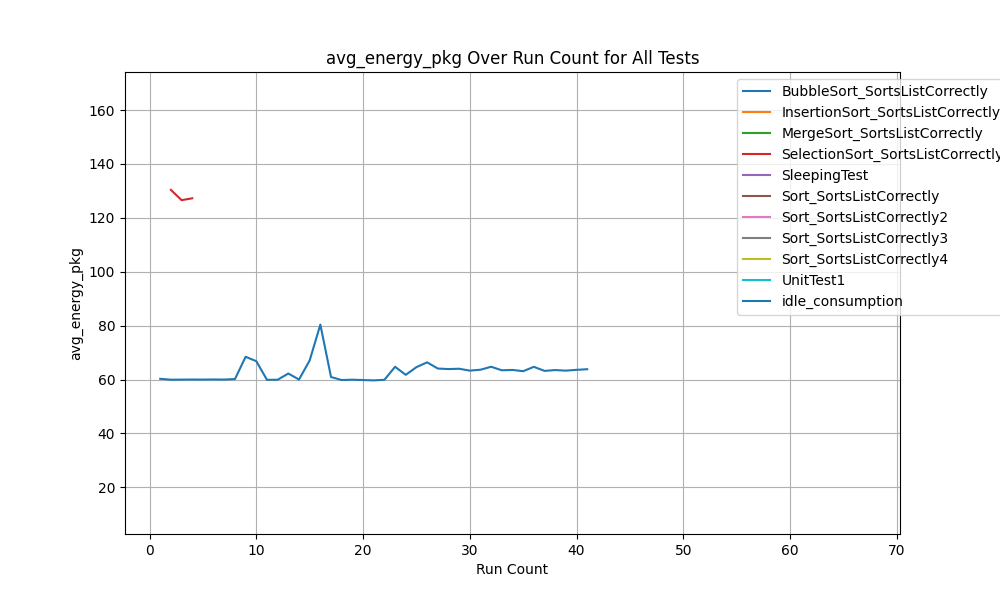 avg_energy_pkg Over Run Count for All Tests
160
140
120
100
80
60
40
20
avg_energy_pkg
0
10
20
30
40
50
60
70
Run Count
BubbleSort_SortsListCorrectly
InsertionSort_SortsListCorrectly
MergeSort_SortsListCorrectly
SelectionSort_SortsListCorrectly
SleepingTest
Sort_SortsListCorrectly
Sort_SortsListCorrectly2
Sort_SortsListCorrectly3
Sort_SortsListCorrectly4
UnitTest1
idle_consumption